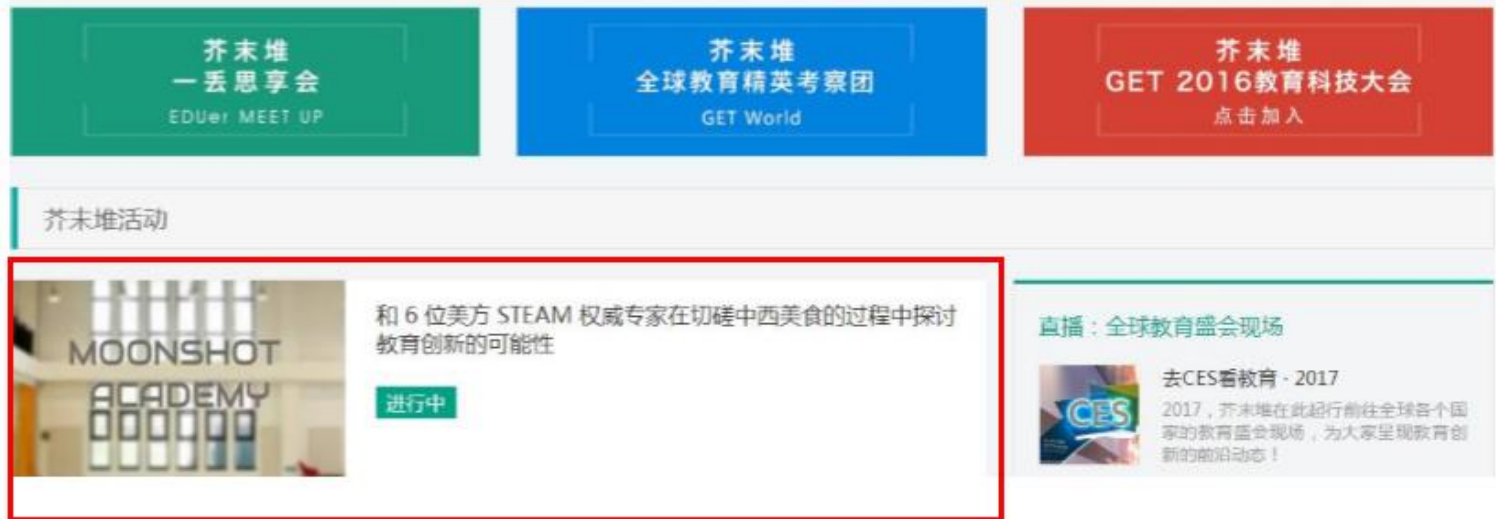 芥末堆
一丢思享会
EDUer MEET UP
芥末堆
全球教育精英考察团
GET World
芥末堆
GET 2016教育科技大会
点击加入
芥末堆活动
MOONSHOT
ACADEMY
和 6 位美方 STEAM 权威专家在切磋中西美食的过程中探讨
教育创新的可能性
进行中
直播：全球教育盛会现场
CES
去CES看教育 - 2017
2017，芥末堆在此起行前往全球各个国
家的教育盛会现场，为大家呈现教育创
新的前沿动态！